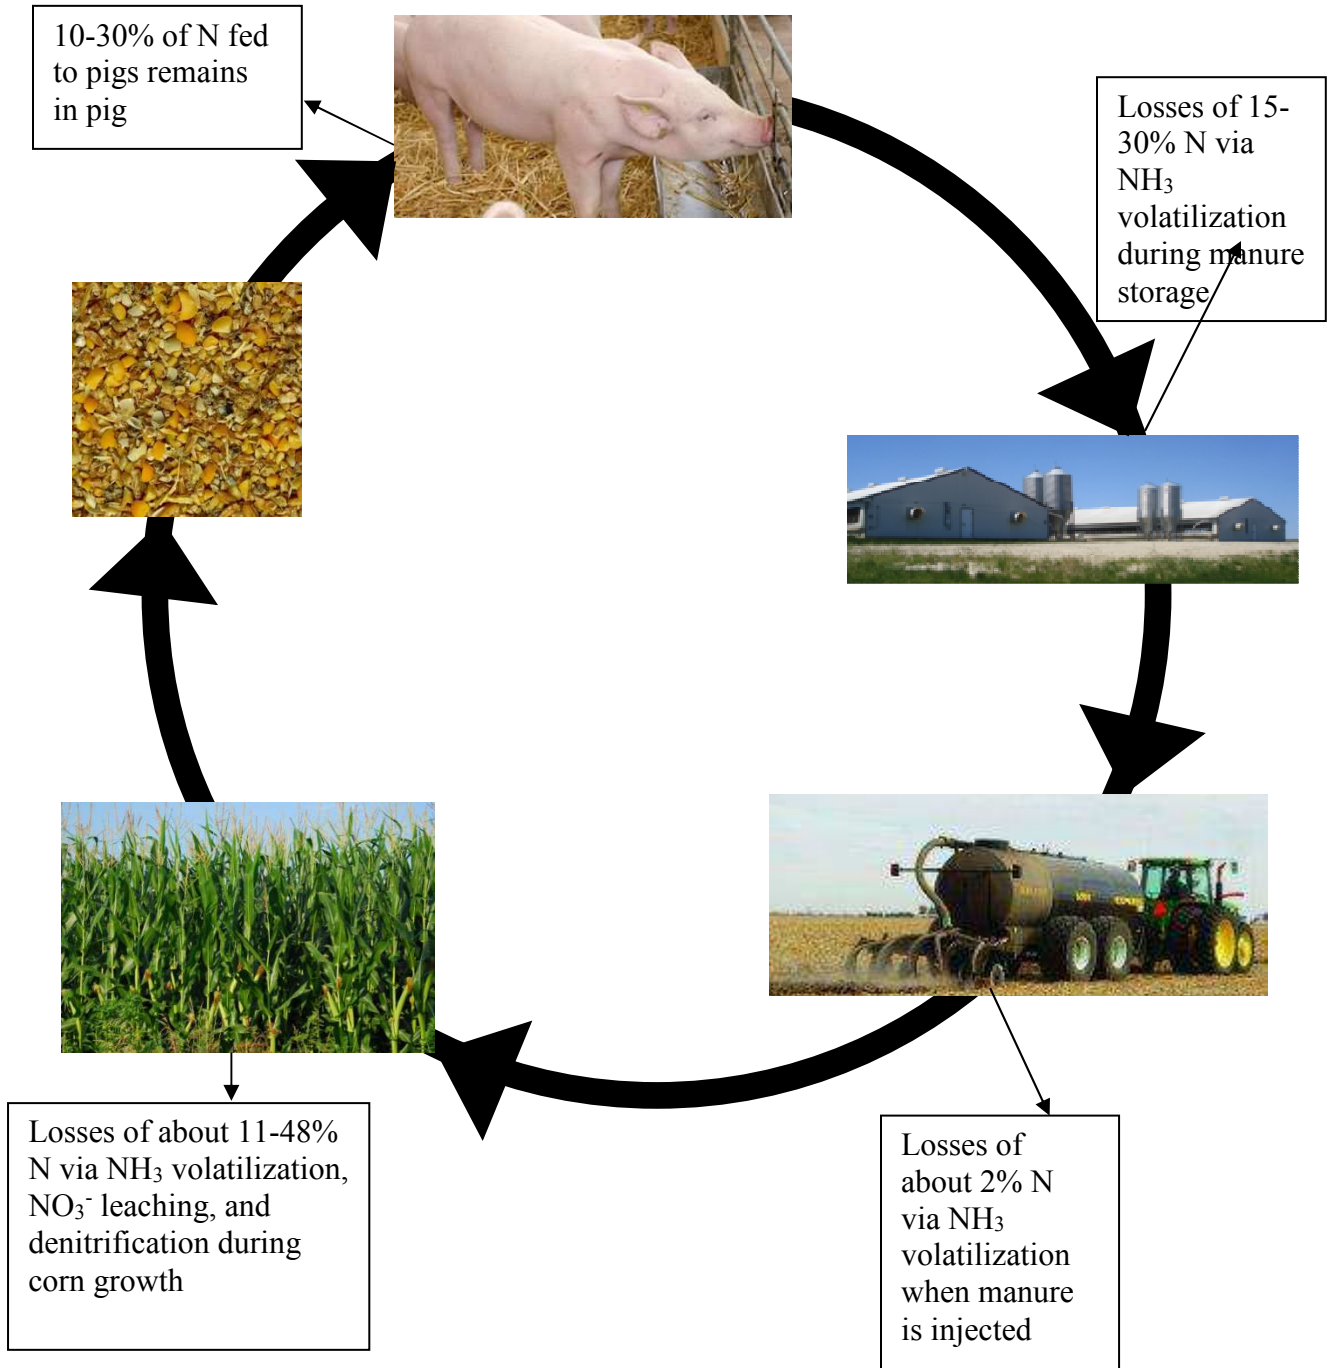 10-30% of N fed
to pigs remains
in pig
Losses of 15-
30% N via
NH₃
volatilization
during manure
storage
Losses of about 11-48%
N via NH₃ volatilization,
NO₃⁻ leaching, and
denitrification during
corn growth
Losses of
about 2% N
via NH₃
volatilization
when manure
is injected